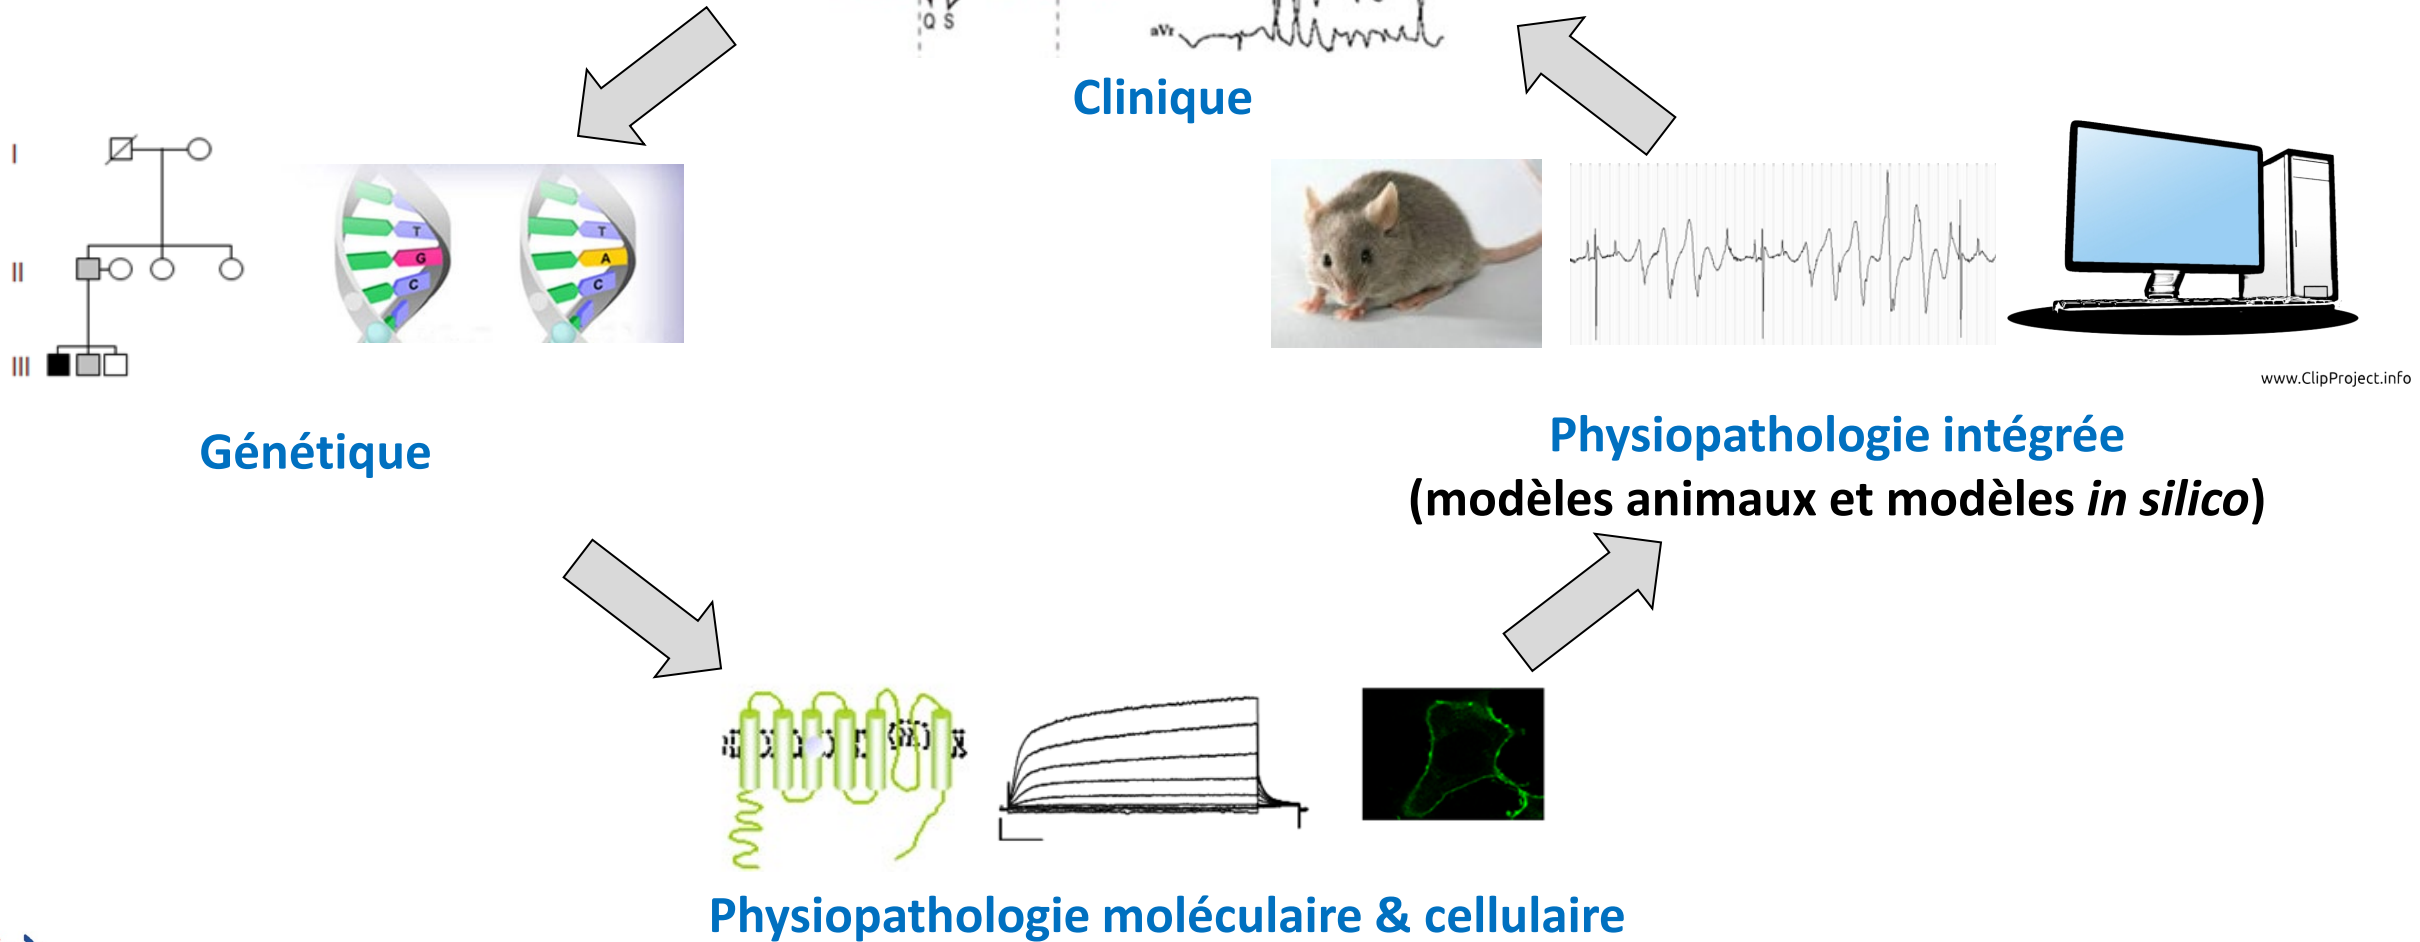 Q S
aVr
Clinique
I
II
III
T
G
C
T
A
C
www.ClipProject.info
Génétique
Physiopathologie intégrée
(modèles animaux et modèles in silico)
Physiopathologie moléculaire & cellulaire